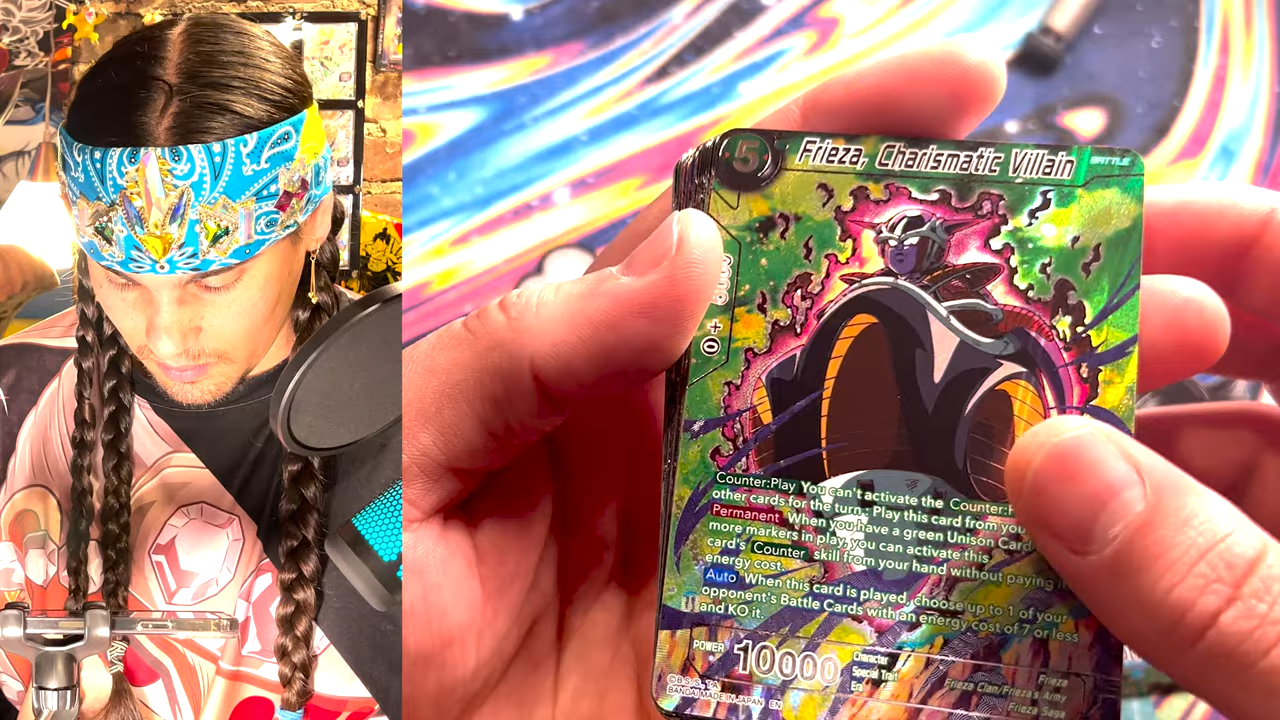 5 Frieza, Charismatic Villain BATTLE
0 +
Counter:Play You can't activate the Counter:
other cards for the turn: Play this card from you
Permanent When you have a green Unison Card
more markers in play, you can activate this
card's Counter skill from your hand without paying
energy cost.
Auto When this card is played, choose up to 1 of your
opponent's Battle Cards with an energy cost of 7 or less
and KO it.
POWER 10000
Character Frieza
Special Trait Frieza Clan/Frieza's Army
Era Frieza Saga
©B.S./S., T.A.
BANDAI MADE IN JAPAN EN